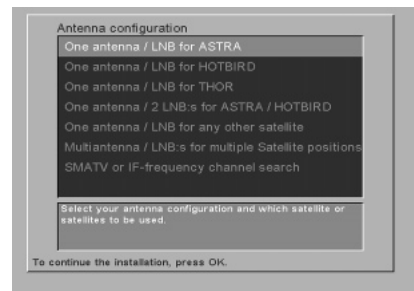 Antenna configuration
One antenna / LNB for ASTRA
One antenna / LNB for HOTBIRD
One antenna / LNB for THOR
One antenna / 2 LNB:s for ASTRA / HOTBIRD
One antenna / LNB for any other satellite
Multiantenna / LNB:s for multiple Satellite positions
SMATV or IF-frequency channel search
Select your antenna configuration and which satellite or
satellites to be used.
To continue the installation, press OK.